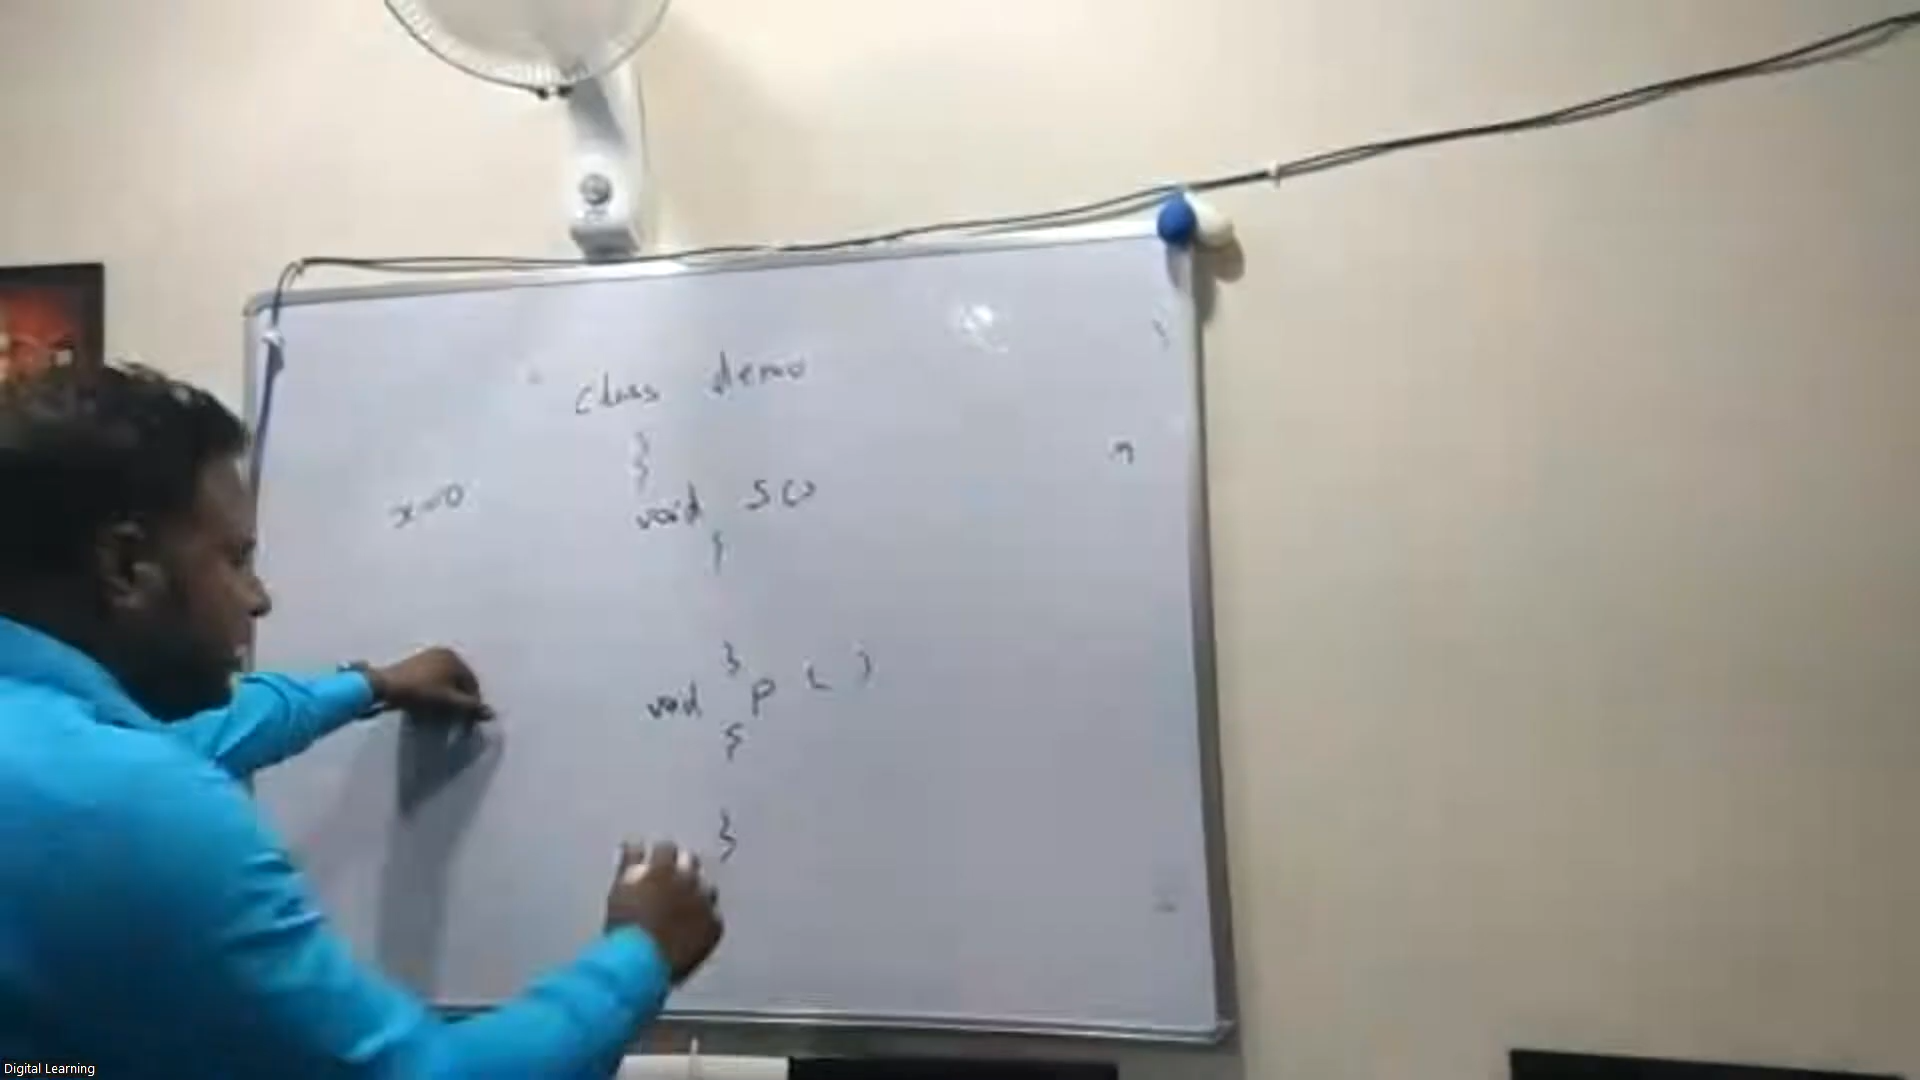 class demo
{
x=0
void s()
{
}
void p ( )
{
}
Digital Learning